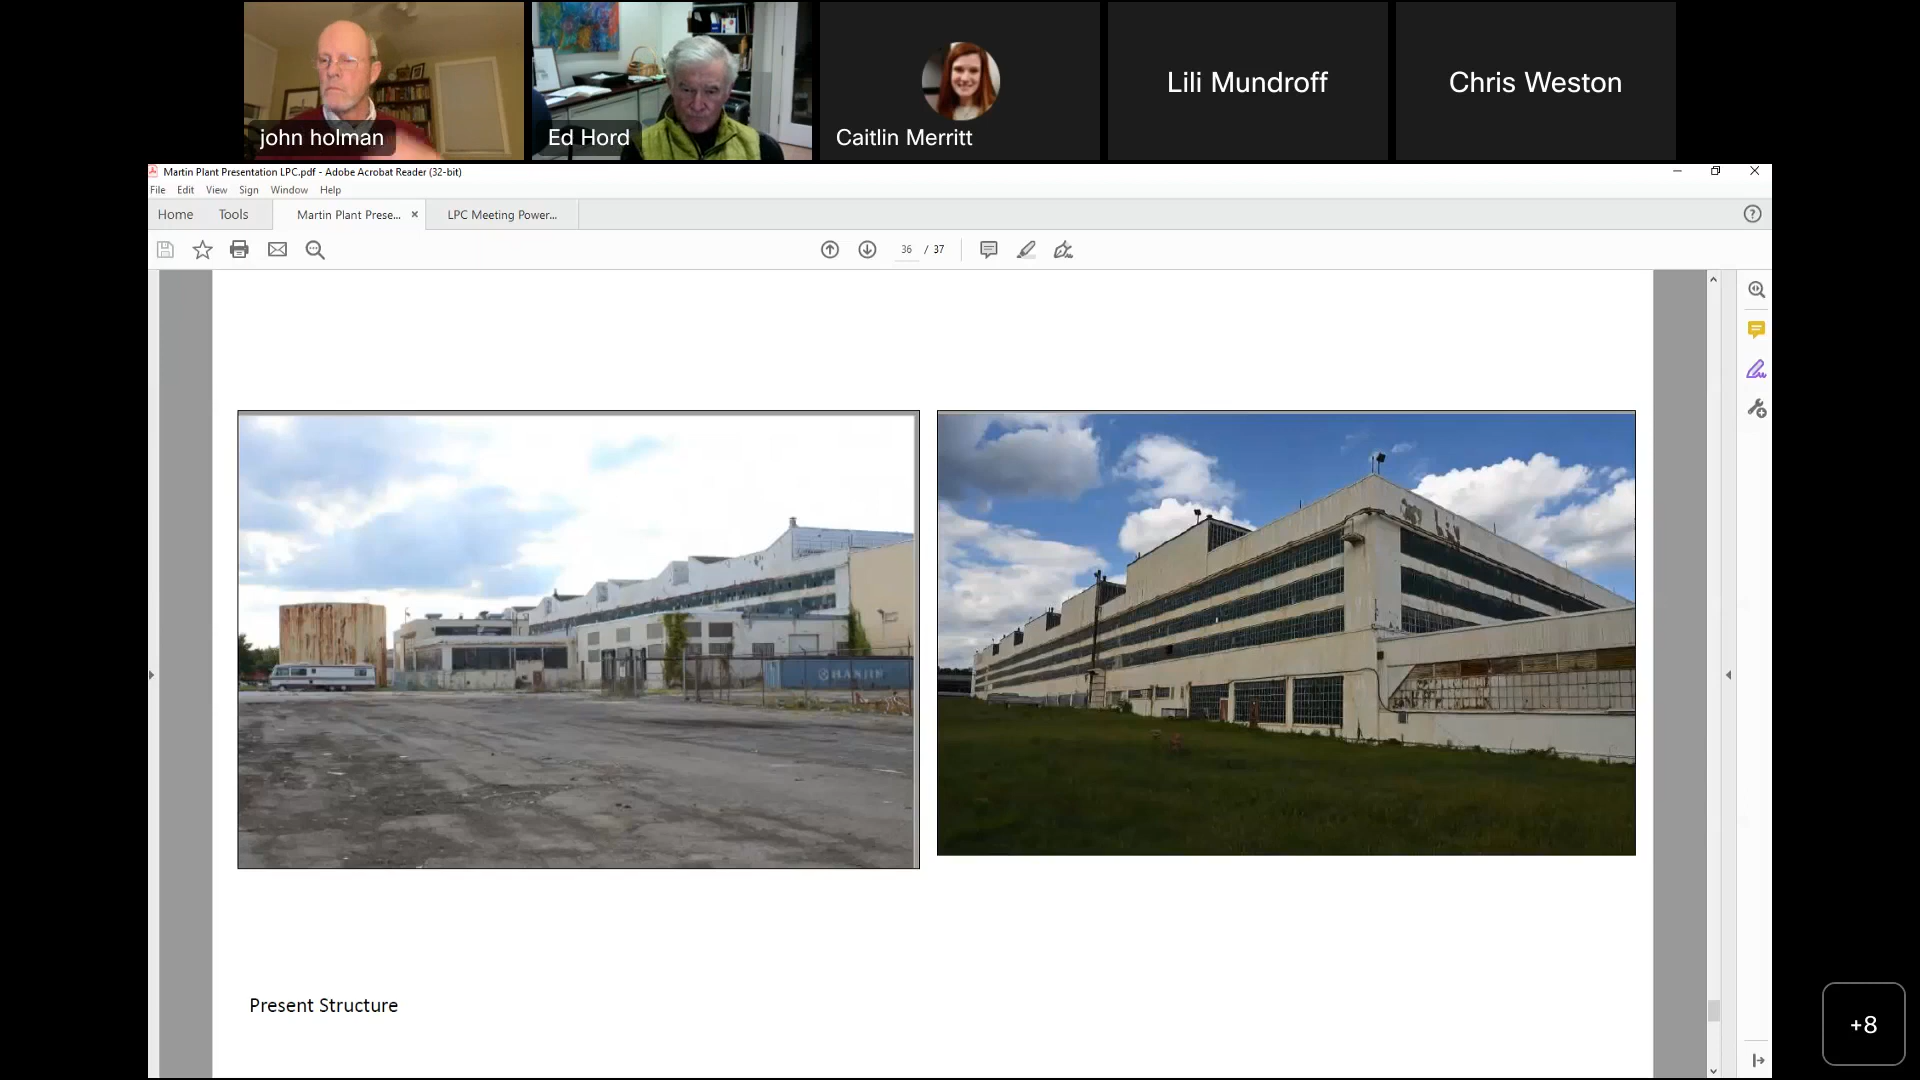 john holman
Ed Hord
Caitlin Merritt
Lili Mundroff
Chris Weston
Martin Plant Presentation LPC.pdf - Adobe Acrobat Reader (32-bit)
File Edit View Sign Window Help
Home Tools Martin Plant Prese... × LPC Meeting Power...
36 / 37
HANJIN
Present Structure
+8